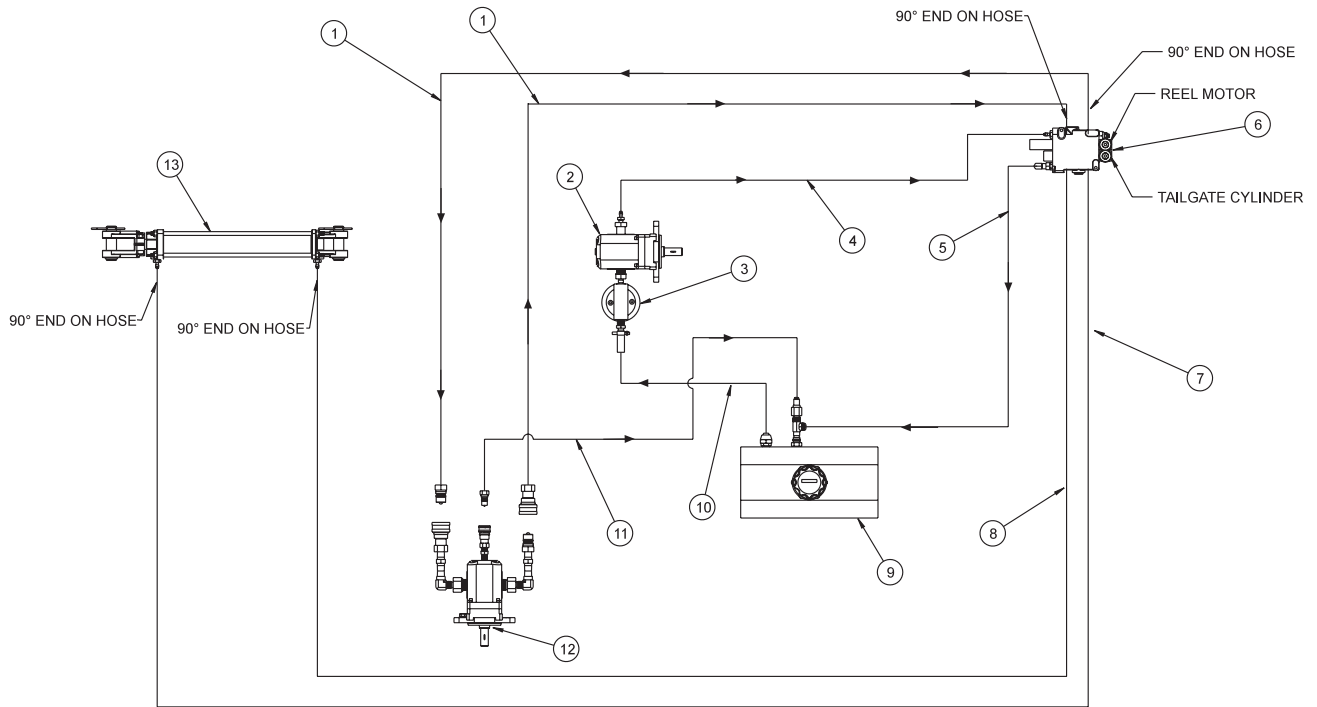 90° END ON HOSE
1
1
90° END ON HOSE
REEL MOTOR
6
13
2
TAILGATE CYLINDER
4
5
3
90° END ON HOSE
90° END ON HOSE
7
10
11
8
9
12